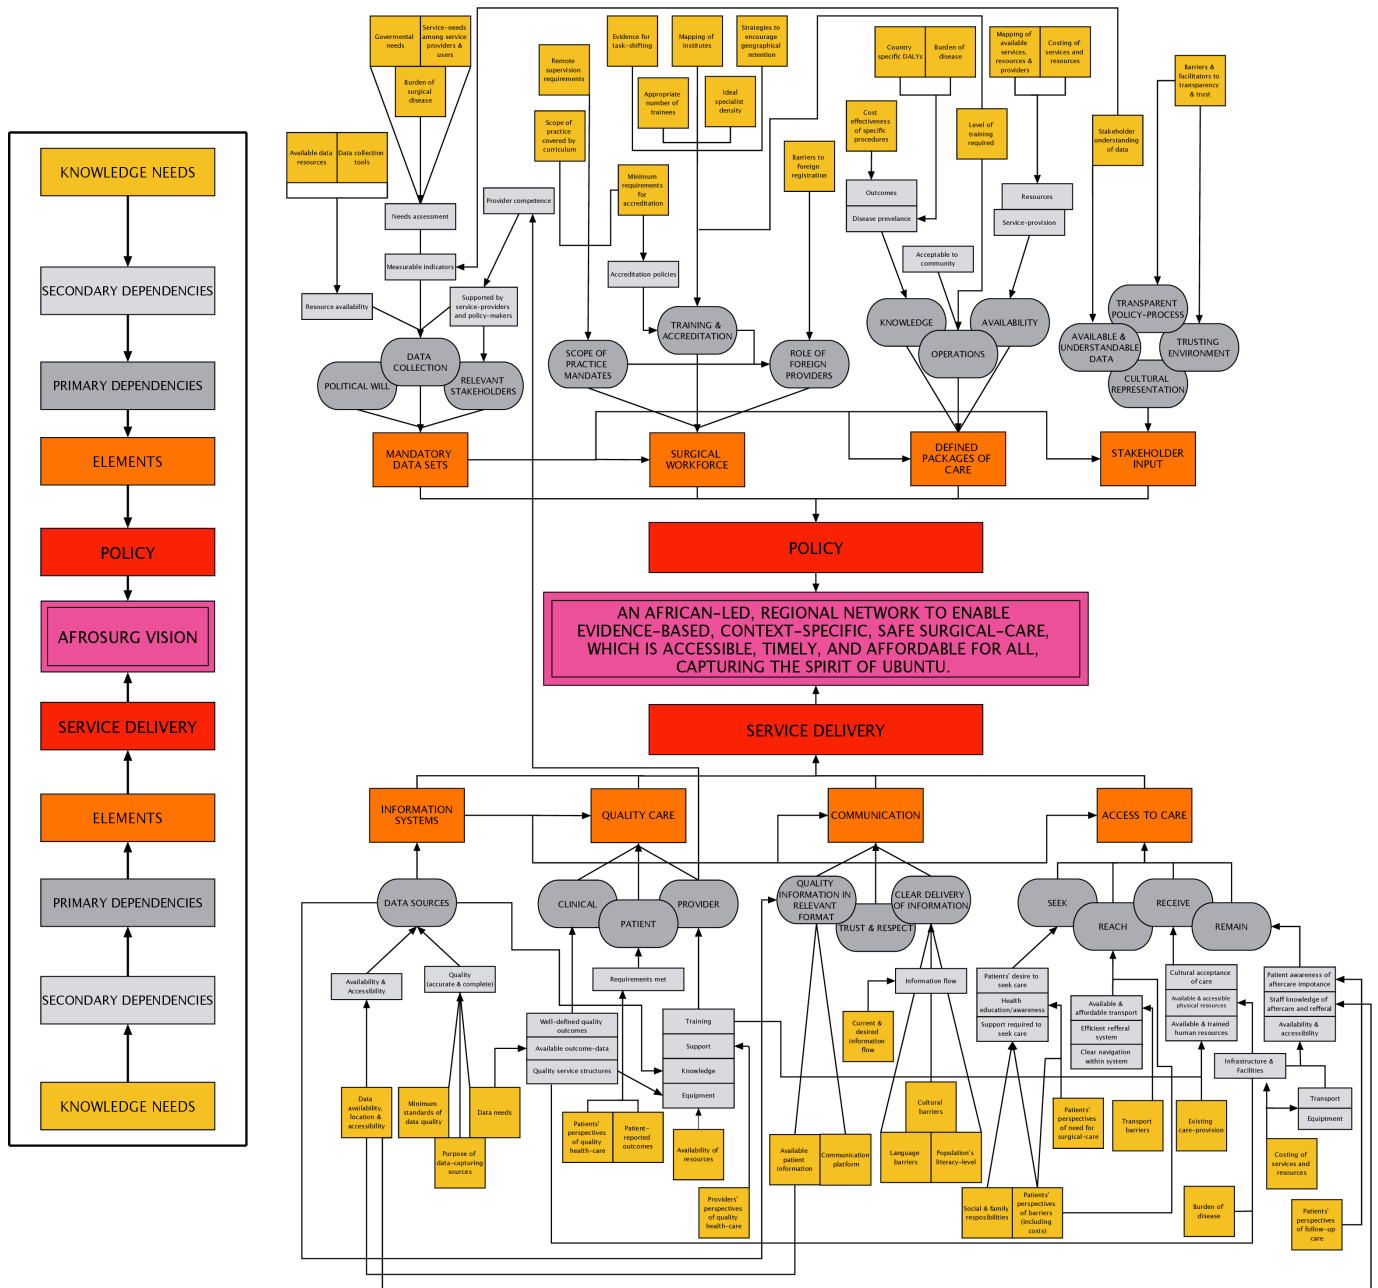 KNOWLEDGE NEEDS
SECONDARY DEPENDENCIES
PRIMARY DEPENDENCIES
ELEMENTS
POLICY
AFROSURG VISION
SERVICE DELIVERY
ELEMENTS
PRIMARY DEPENDENCIES
SECONDARY DEPENDENCIES
KNOWLEDGE NEEDS
Govermental
needs
Service-needs
among service
providers &
users
Burden of
surgical
disease
Available data
resources
Data collection
tools
Needs assessment
Measurable indicators
Resource availability
Provider competence
Supported by
service-providers
and policy-makers
DATA
COLLECTION
POLITICAL WILL
RELEVANT
STAKEHOLDERS
MANDATORY
DATA SETS
Remote
supervision
requirements
Scope of
practice
covered by
curriculum
Evidence for
task-shifting
Mapping of
institutes
Strategies to
encourage
geographical
retention
Appropriate
number of
trainees
Ideal
specialist
density
Minimum
requirements
for
accreditation
Barriers to
foreign
registration
Accreditation policies
TRAINING &
ACCREDITATION
SCOPE OF
PRACTICE
MANDATES
ROLE OF
FOREIGN
PROVIDERS
SURGICAL
WORKFORCE
Country
specific DALYs
Burden of
disease
Cost
effectiveness
of specific
procedures
Level of
training
required
Mapping of
available
services,
resources &
providers
Costing of
services and
resources
Outcomes
Disease prevelance
Acceptable to
community
Resources
Service-provision
KNOWLEDGE
OPERATIONS
AVAILABILITY
DEFINED
PACKAGES OF
CARE
Stakeholder
understanding
of data
Barriers &
facilitators to
transparency
& trust
TRANSPARENT
POLICY-PROCESS
AVAILABLE &
UNDERSTANDABLE
DATA
TRUSTING
ENVIRONMENT
CULTURAL
REPRESENTATION
STAKEHOLDER
INPUT
POLICY
AN AFRICAN-LED, REGIONAL NETWORK TO ENABLE
EVIDENCE-BASED, CONTEXT-SPECIFIC, SAFE SURGICAL-CARE,
WHICH IS ACCESSIBLE, TIMELY, AND AFFORDABLE FOR ALL,
CAPTURING THE SPIRIT OF UBUNTU.
SERVICE DELIVERY
INFORMATION
SYSTEMS
QUALITY CARE
COMMUNICATION
ACCESS TO CARE
DATA SOURCES
Availability &
Accessibility
Quality
(accurate & complete)
Data
availability,
location &
accessibility
Minimum
standards of
data quality
Data needs
Purpose of
data-capturing
sources
CLINICAL
PATIENT
PROVIDER
Requirements met
Well-defined quality
outcomes
Available outcome-data
Quality service structures
Training
Support
Knowledge
Equipment
Patients'
perspectives
of quality
health-care
Patient-
reported
outcomes
Availability of
resources
Providers'
perspectives
of quality
health-care
QUALITY
INFORMATION IN
RELEVANT
FORMAT
TRUST & RESPECT
CLEAR DELIVERY
OF INFORMATION
Information flow
Current &
desired
information
flow
Cultural
barriers
Language
barriers
Population's
literacy-level
Available
patient
information
Communication
platform
SEEK
REACH
RECEIVE
REMAIN
Patients' desire to
seek care
Health
education/awareness
Support required to
seek care
Available &
affordable transport
Efficient refferal
system
Clear navigation
within system
Cultural acceptance
of care
Available & accessible
physical resources
Available & trained
human resources
Patient awareness of
aftercare impotance
Staff knowledge of
aftercare and refferal
Availability &
accessibility
Infrastructure &
Facilities
Transport
Equiptment
Patients'
perspectives
of need for
surgical-care
Transport
barriers
Existing
care-provision
Costing of
services and
resources
Social & family
resposibilities
Patients'
perspectives
of barriers
(including
costs)
Burden of
disease
Patients'
perspectives
of follow-up
care